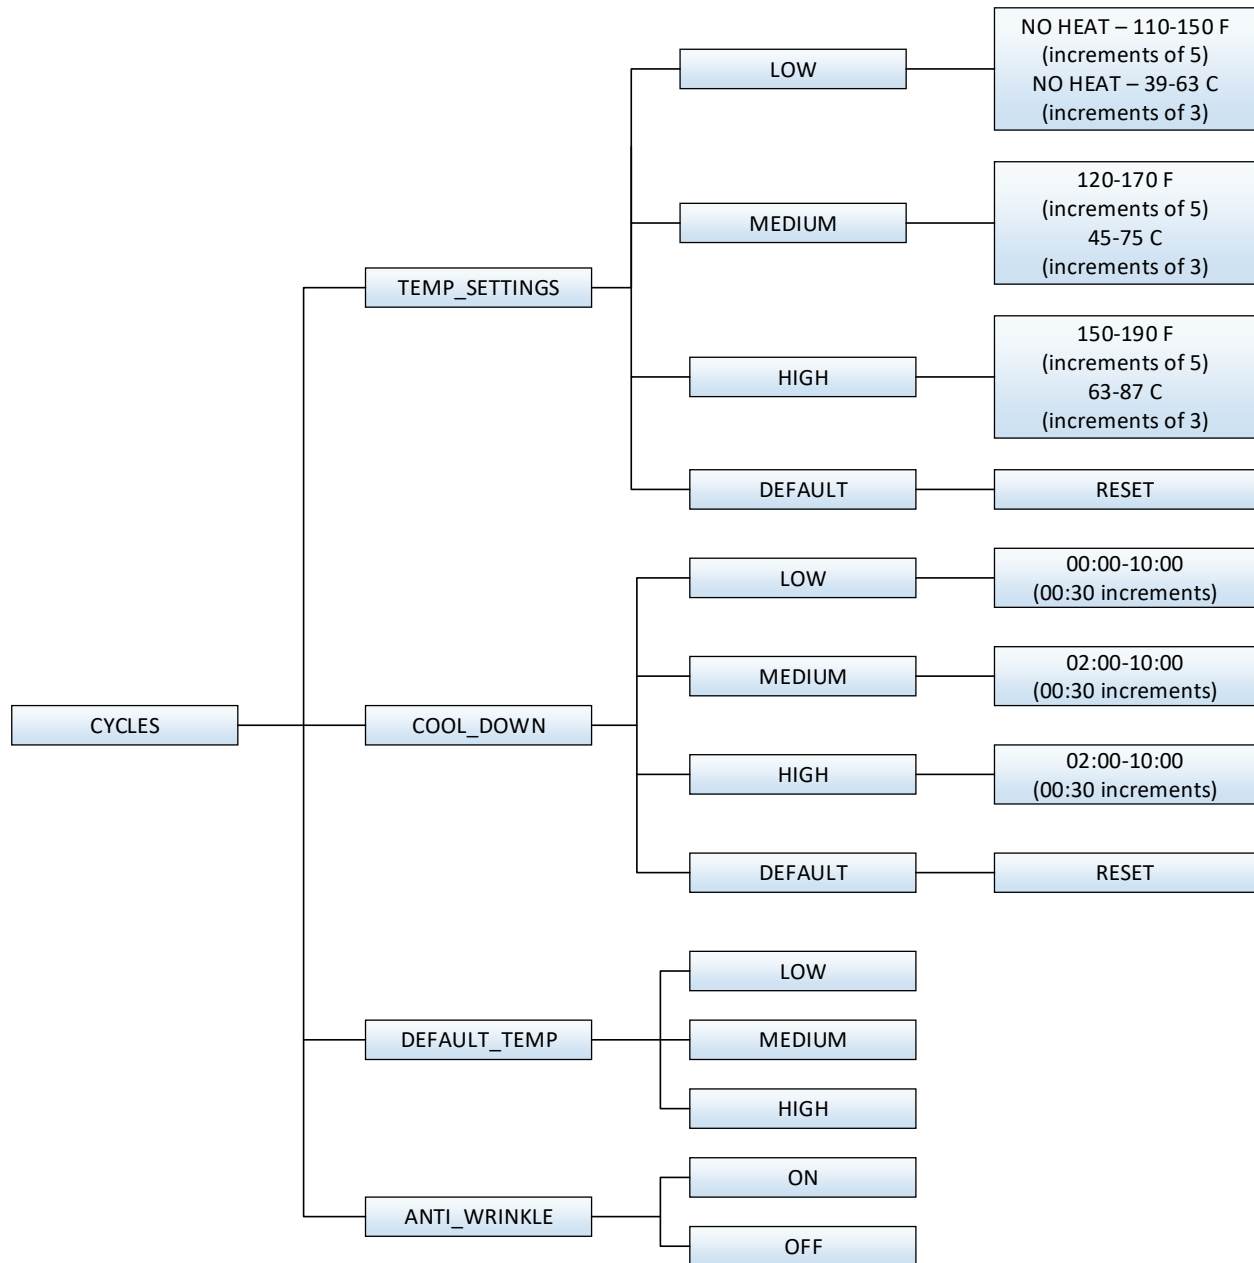 CYCLES
TEMP_SETTINGS
LOW
NO HEAT – 110-150 F
(increments of 5)
NO HEAT – 39-63 C
(increments of 3)
MEDIUM
120-170 F
(increments of 5)
45-75 C
(increments of 3)
HIGH
150-190 F
(increments of 5)
63-87 C
(increments of 3)
DEFAULT
RESET
COOL_DOWN
LOW
00:00-10:00
(00:30 increments)
MEDIUM
02:00-10:00
(00:30 increments)
HIGH
02:00-10:00
(00:30 increments)
DEFAULT
RESET
DEFAULT_TEMP
LOW
MEDIUM
HIGH
ANTI_WRINKLE
ON
OFF